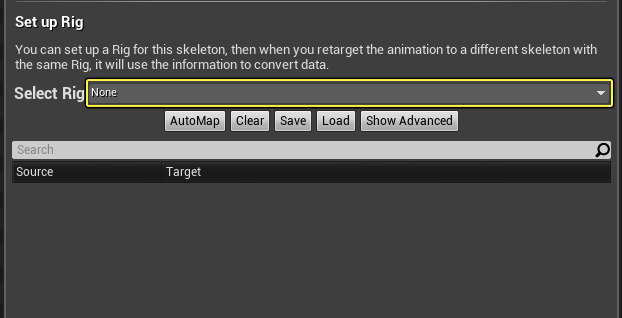 Set up Rig
You can set up a Rig for this skeleton, then when you retarget the animation to a different skeleton with
the same Rig, it will use the information to convert data.
Select Rig None
AutoMap Clear Save Load Show Advanced
Search
Source Target